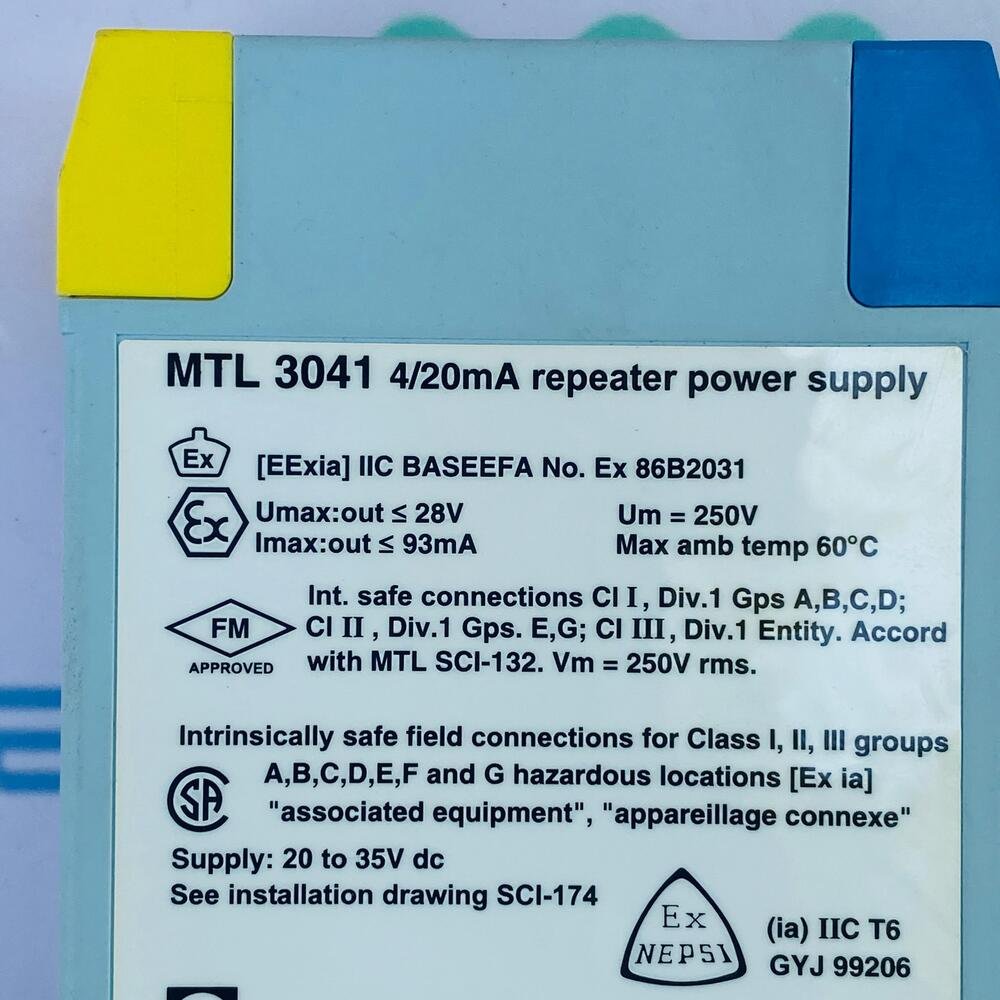 MTL 3041 4/20mA repeater power supply
Ex
[EExia] IIC BASEEFA No. Ex 86B2031
Ex
Umax:out ≤ 28V
Um = 250V
Imax:out ≤ 93mA
Max amb temp 60°C
Int. safe connections Cl I, Div.1 Gps A,B,C,D;
FM
Cl II , Div.1 Gps. E,G; Cl III, Div.1 Entity. Accord
APPROVED
with MTL SCI-132. Vm = 250V rms.
Intrinsically safe field connections for Class I, II, III groups
SA
A,B,C,D,E,F and G hazardous locations [Ex ia]
"associated equipment", "appareillage connexe"
Supply: 20 to 35V dc
See installation drawing SCI-174
Ex
NEPSI
(ia) IIC T6
GYJ 99206